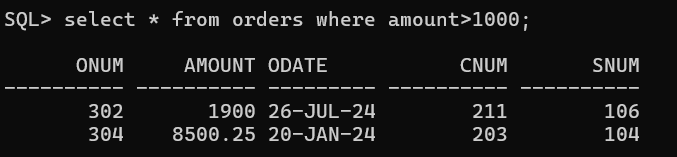 SQL> select * from orders where amount>1000;
ONUM AMOUNT ODATE CNUM SNUM
---------- ---------- --------- ---------- ----------
302 1900 26-JUL-24 211 106
304 8500.25 20-JAN-24 203 104